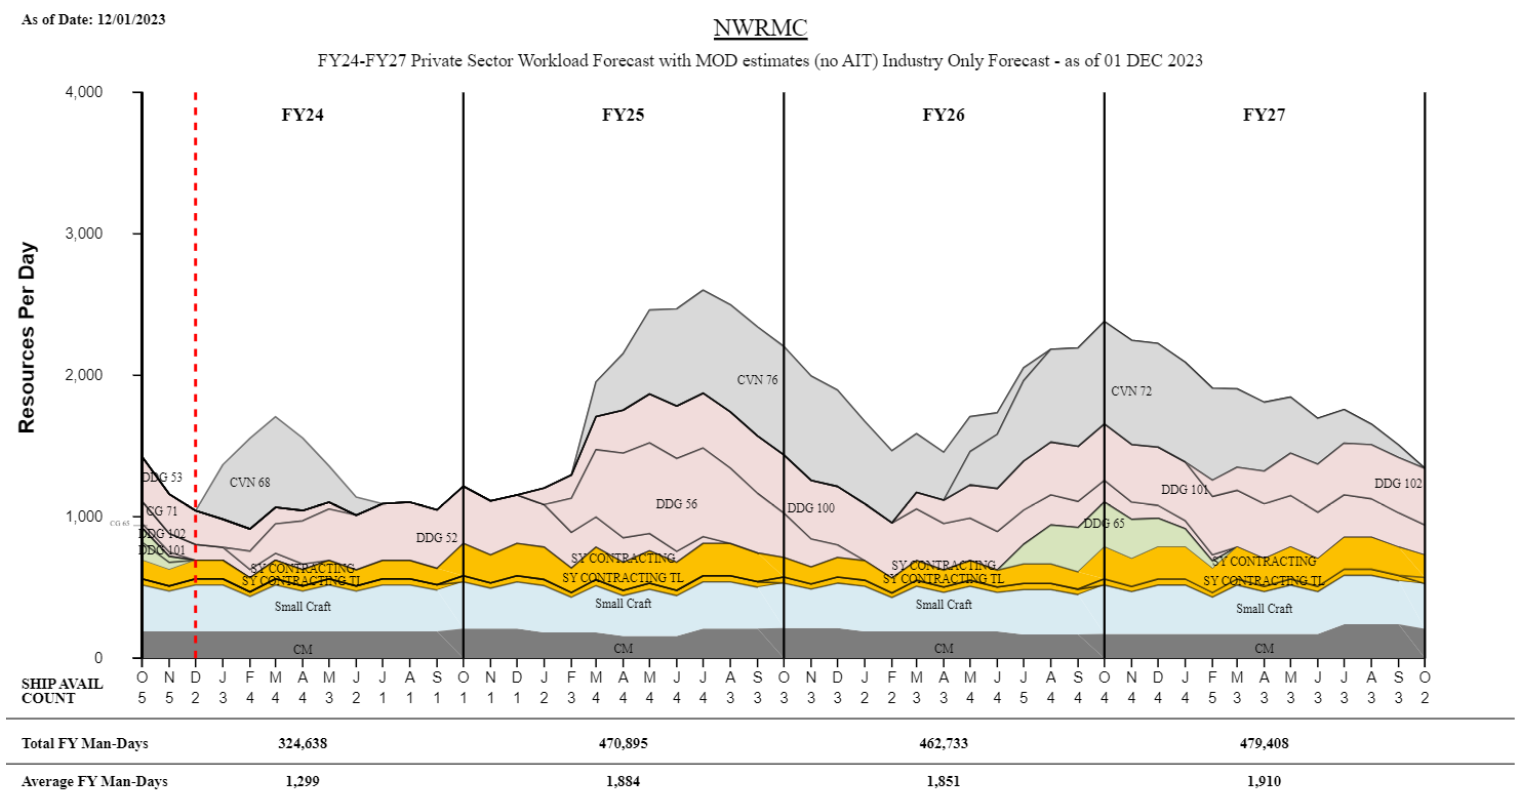 As of Date: 12/01/2023
NWRMC
FY24-FY27 Private Sector Workload Forecast with MOD estimates (no AIT) Industry Only Forecast - as of 01 DEC 2023
Resources Per Day
4,000
3,000
2,000
1,000
0
FY24 FY25 FY26 FY27
DDG 53
CG 71
CG 65
DDG 102
DDG 101
CVN 68
SY CONTRACTING
SY CONTRACTING TL
Small Craft
CM
DDG 52
CVN 76
DDG 56
SY CONTRACTING
SY CONTRACTING TL
Small Craft
CM
DDG 100
SY CONTRACTING
SY CONTRACTING TL
Small Craft
CM
CVN 72
DDG 65
DDG 101
DDG 102
SY CONTRACTING
SY CONTRACTING TL
Small Craft
CM
O N D J F M A M J J A S O N D J F M A M J J A S O N D J F M A M J J A S O N D J F M A M J J A S O
SHIP AVAIL
COUNT
5 5 2 3 4 4 4 3 2 1 1 1 1 1 1 2 3 4 4 4 4 4 3 3 3 3 3 2 2 3 3 4 4 5 4 4 4 4 4 4 5 3 3 3 3 3 3 3 2
Total FY Man-Days 324,638 470,895 462,733 479,408
Average FY Man-Days 1,299 1,884 1,851 1,910